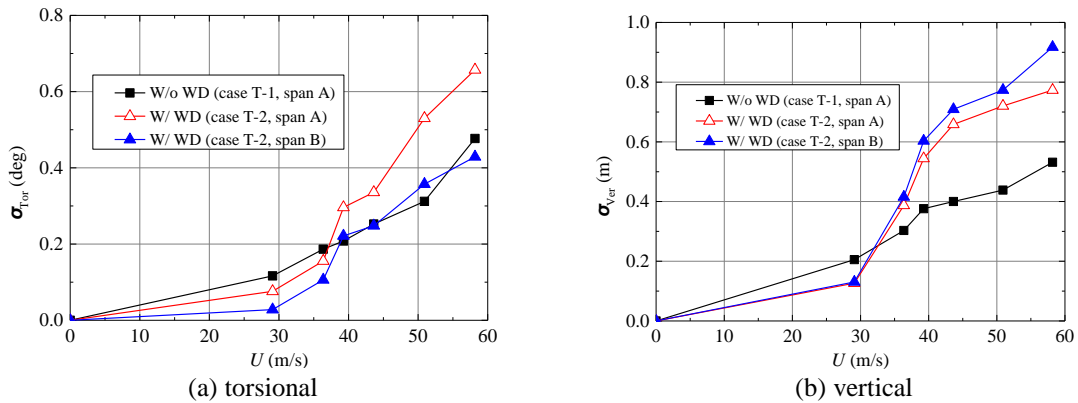 0.8
0.6
0.4
0.2
0.0
σTor (deg)
W/o WD (case T-1, span A)
W/ WD (case T-2, span A)
W/ WD (case T-2, span B)
0 10 20 30 40 50 60
U (m/s)
(a) torsional
1.0
0.8
0.6
0.4
0.2
0.0
σVer (m)
W/o WD (case T-1, span A)
W/ WD (case T-2, span A)
W/ WD (case T-2, span B)
0 10 20 30 40 50 60
U (m/s)
(b) vertical